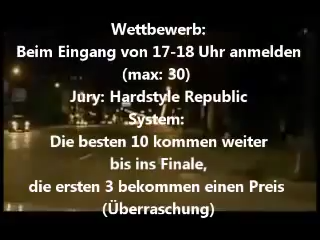 Wettbewerb:
Beim Eingang von 17-18 Uhr anmelden
(max: 30)
Jury: Hardstyle Republic
System:
Die besten 10 kommen weiter
bis ins Finale,
die ersten 3 bekommen einen Preis
(Überraschung)